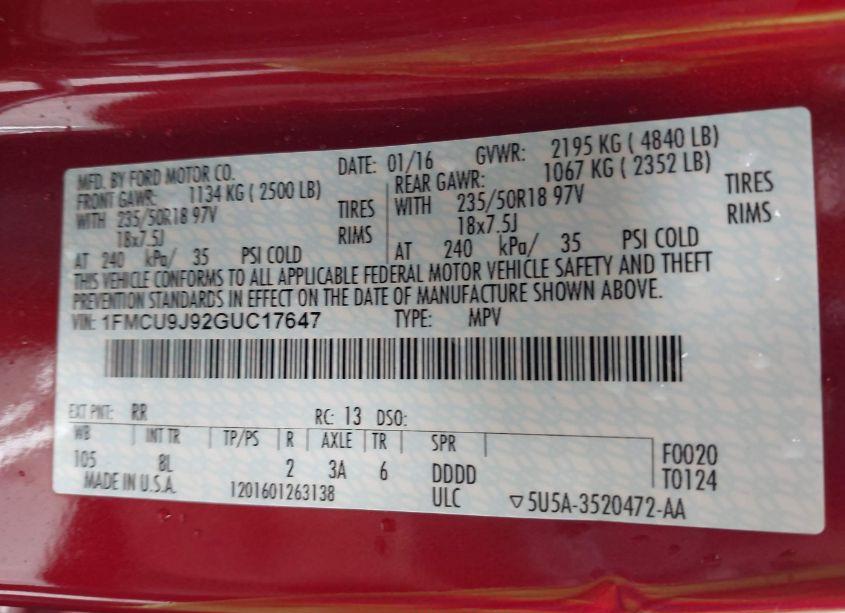 MFD. BY FORD MOTOR CO. DATE: 01/16 GVWR: 2195 KG ( 4840 LB)
FRONT GAWR: 1134 KG ( 2500 LB) REAR GAWR: 1067 KG ( 2352 LB)
WITH 235/50R18 97V TIRES WITH 235/50R18 97V TIRES
18x7.5J RIMS 18x7.5J RIMS
AT 240 kPa/ 35 PSI COLD AT 240 kPa/ 35 PSI COLD
THIS VEHICLE CONFORMS TO ALL APPLICABLE FEDERAL MOTOR VEHICLE SAFETY AND THEFT
PREVENTION STANDARDS IN EFFECT ON THE DATE OF MANUFACTURE SHOWN ABOVE.
VIN: 1FMCU9J92GUC17647 TYPE: MPV
EXT PNT: RR RC: 13 DSO:
WB INT TR TP/PS R AXLE TR SPR
105 8L 2 3A 6 DDDD
F0020
T0124
MADE IN U.S.A. 1201601263138 ULC ▽5U5A-3520472-AA